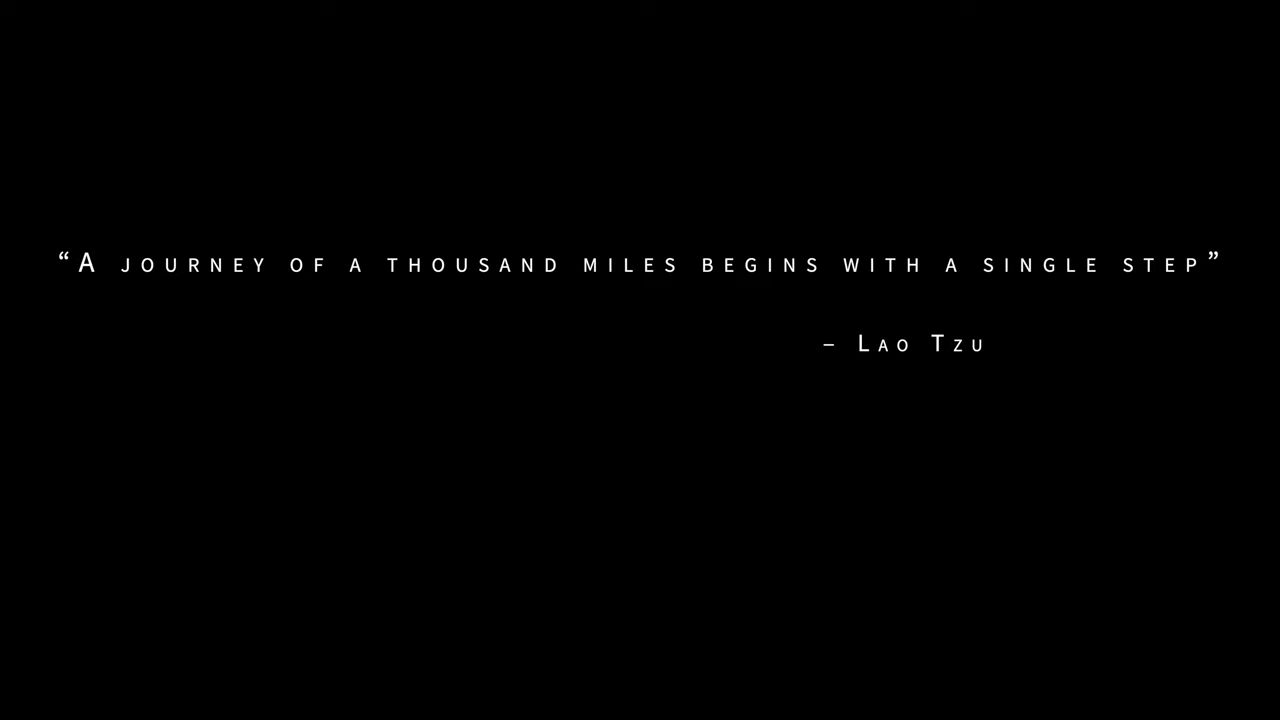 “A journey of a thousand miles begins with a single step”
– Lao Tzu